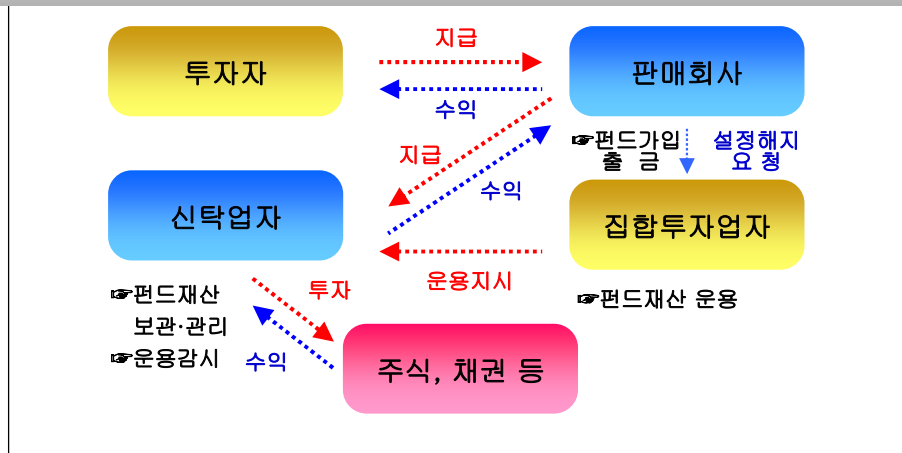 지급
투자자
판매회사
수익
☞펀드가입
출 금
설정해지
요 청
지급
수익
신탁업자
집합투자업자
운용지시
☞펀드재산
보관·관리
☞운용감시
투자
수익
☞펀드재산 운용
주식, 채권 등